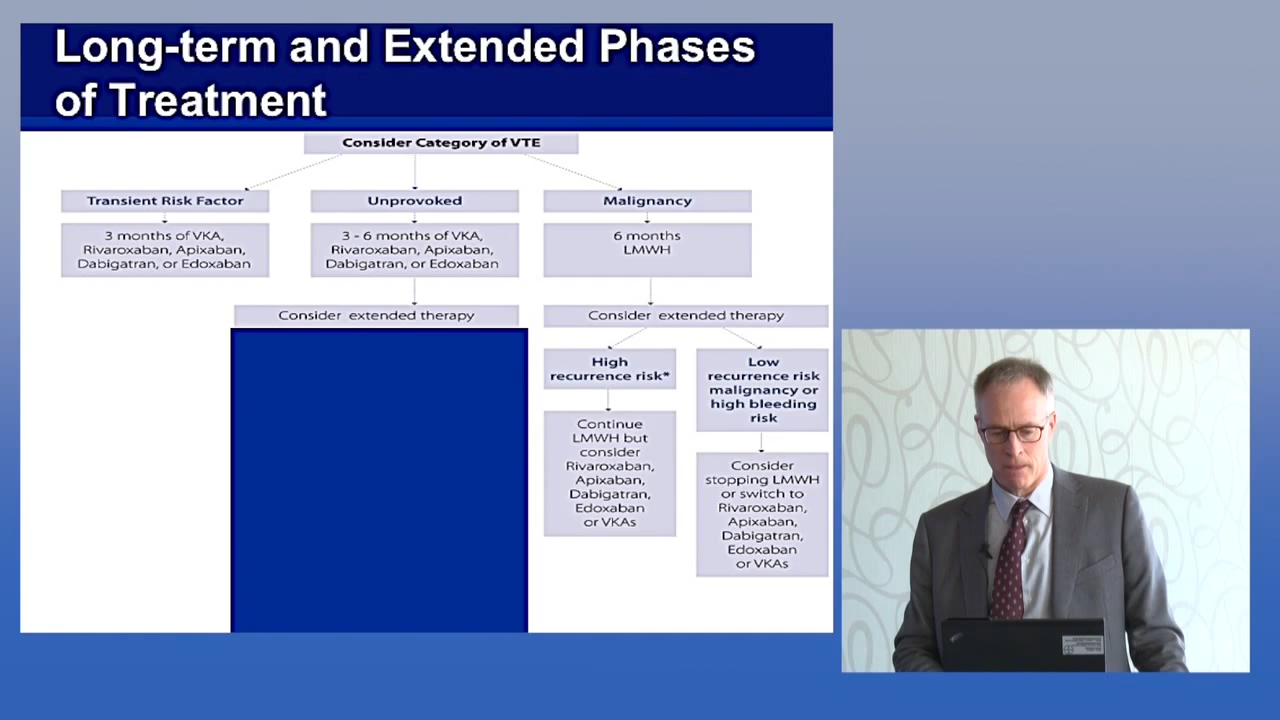 Long-term and Extended Phases
of Treatment
Consider Category of VTE
Transient Risk Factor
3 months of VKA,
Rivaroxaban, Apixaban,
Dabigatran, or Edoxaban
Unprovoked
3 - 6 months of VKA,
Rivaroxaban, Apixaban,
Dabigatran, or Edoxaban
Consider extended therapy
Malignancy
6 months
LMWH
Consider extended therapy
High
recurrence risk*
Continue
LMWH but
consider
Rivaroxaban,
Apixaban,
Dabigatran,
Edoxaban
or VKAs
Low
recurrence risk
malignancy or
high bleeding
risk
Consider
stopping LMWH
or switch to
Rivaroxaban,
Apixaban,
Dabigatran,
Edoxaban
or VKAs